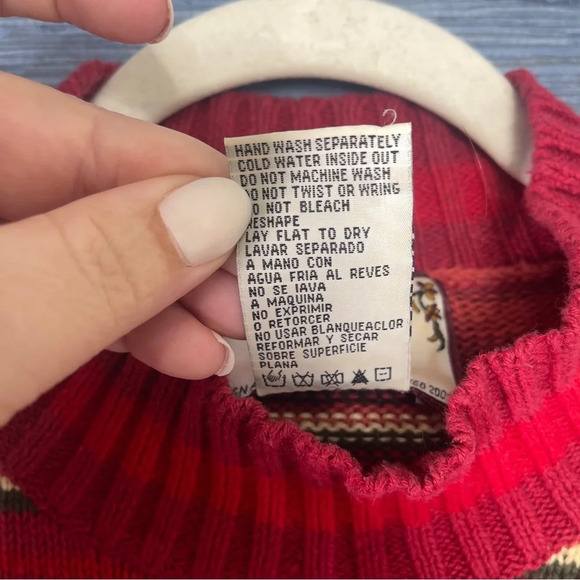 HAND WASH SEPARATELY
COLD WATER INSIDE OUT
DO NOT MACHINE WASH
DO NOT TWIST OR WRING
DO NOT BLEACH
RESHAPE
LAY FLAT TO DRY
LAVAR SEPARADO
A MANO CON
AGUA FRIA AL REVES
NO SE IAVA
A MAQUINA
NO EXPRIMIR
O RETORCER
NO USAR BLANQUEACLOR
REFORMAR Y SECAR
SOBRE SUPERFICIE
PLANA